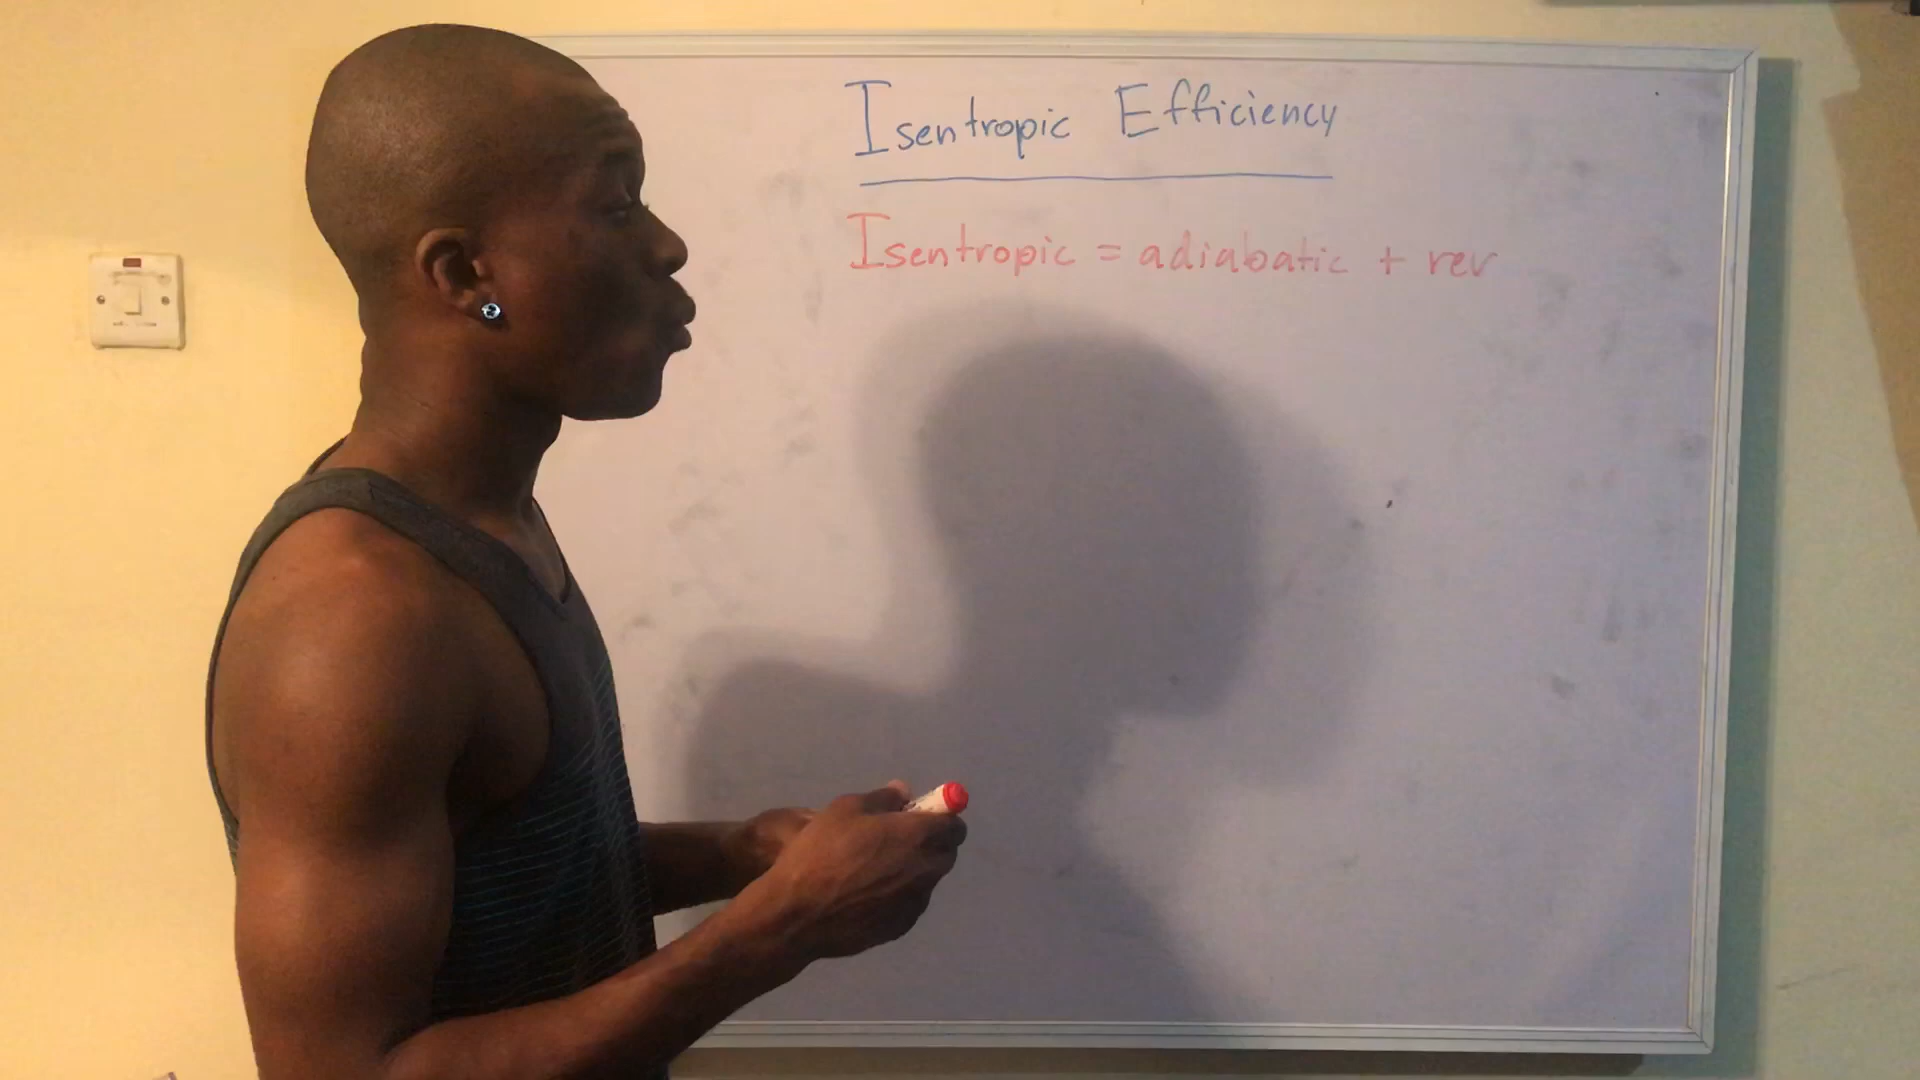 Isentropic Efficiency
Isentropic = adiabatic + rev